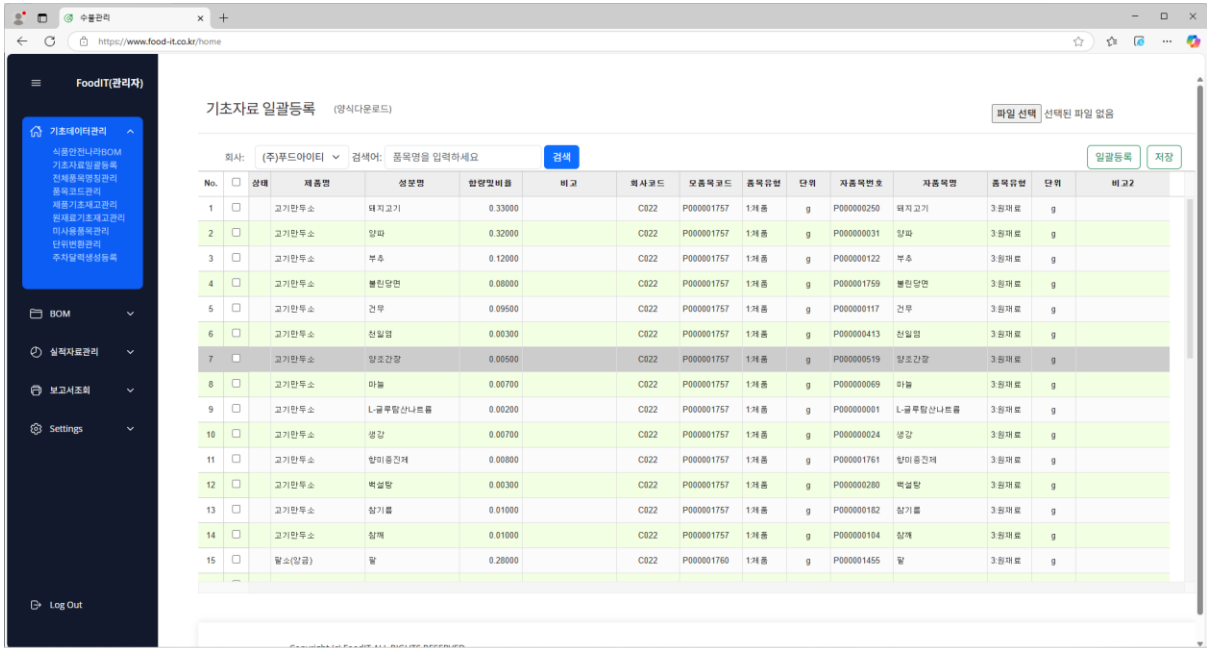 수불관리
https://www.food-it.co.kr/home
FoodIT(관리자)
기초데이터관리
식품안전나라BOM
기초자료일괄등록
전체품목명칭관리
품목코드관리
제품기초재고관리
원재료기초재고관리
미사용품목관리
단위변환관리
주차달력생성등록
BOM
실적자료관리
보고서조회
Settings
Log Out
기초자료 일괄등록 (양식다운로드)
파일 선택 선택된 파일 없음
회사: (주)푸드아이티 검색어: 품목명을 입력하세요 검색 일괄등록 저장
No. 상태 제품명 성분명 함량및비율 비고 회사코드 모품목코드 품목유형 단위 자품목번호 자품목명 품목유형 단위 비고2
1 고기만두소 돼지고기 0.33000 C022 P000001757 1:제품 g P000000250 돼지고기 3:원재료 g
2 고기만두소 양파 0.32000 C022 P000001757 1:제품 g P000000031 양파 3:원재료 g
3 고기만두소 부추 0.12000 C022 P000001757 1:제품 g P000000122 부추 3:원재료 g
4 고기만두소 불린당면 0.08000 C022 P000001757 1:제품 g P000001759 불린당면 3:원재료 g
5 고기만두소 건무 0.09500 C022 P000001757 1:제품 g P000000117 건무 3:원재료 g
6 고기만두소 천일염 0.00300 C022 P000001757 1:제품 g P000000413 천일염 3:원재료 g
7 고기만두소 양조간장 0.00500 C022 P000001757 1:제품 g P000000519 양조간장 3:원재료 g
8 고기만두소 마늘 0.00700 C022 P000001757 1:제품 g P000000069 마늘 3:원재료 g
9 고기만두소 L-글루탐산나트륨 0.00200 C022 P000001757 1:제품 g P000000001 L-글루탐산나트륨 3:원재료 g
10 고기만두소 생강 0.00700 C022 P000001757 1:제품 g P000000024 생강 3:원재료 g
11 고기만두소 향미증진제 0.00800 C022 P000001757 1:제품 g P000001761 향미증진제 3:원재료 g
12 고기만두소 백설탕 0.00300 C022 P000001757 1:제품 g P000000280 백설탕 3:원재료 g
13 고기만두소 참기름 0.01000 C022 P000001757 1:제품 g P000000182 참기름 3:원재료 g
14 고기만두소 참깨 0.01000 C022 P000001757 1:제품 g P000000104 참깨 3:원재료 g
15 팥소(앙금) 팥 0.28000 C022 P000001760 1:제품 g P000001455 팥 3:원재료 g
Copyright (c) FoodIT ALL RIGHTS RESERVED